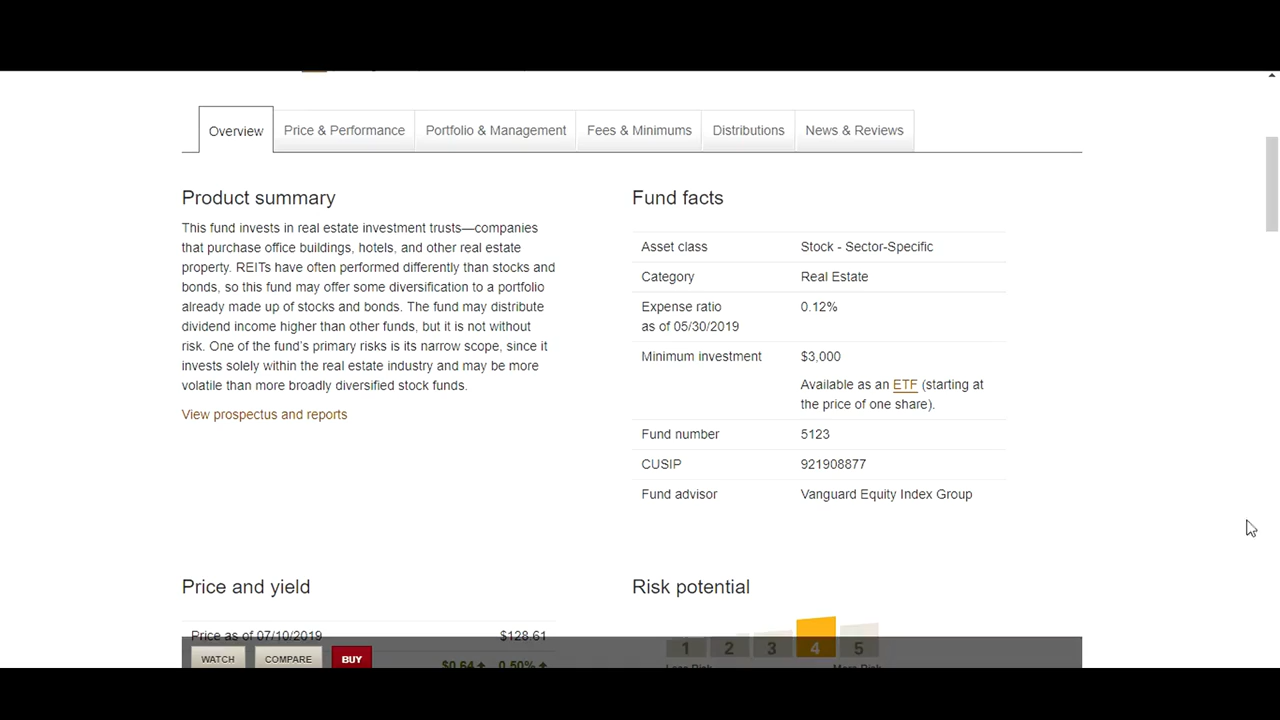 Overview
Price & Performance
Portfolio & Management
Fees & Minimums
Distributions
News & Reviews
Product summary
This fund invests in real estate investment trusts—companies
that purchase office buildings, hotels, and other real estate
property. REITs have often performed differently than stocks and
bonds, so this fund may offer some diversification to a portfolio
already made up of stocks and bonds. The fund may distribute
dividend income higher than other funds, but it is not without
risk. One of the fund's primary risks is its narrow scope, since it
invests solely within the real estate industry and may be more
volatile than more broadly diversified stock funds.
View prospectus and reports
Fund facts
Asset class Stock - Sector-Specific
Category Real Estate
Expense ratio 0.12%
as of 05/30/2019
Minimum investment $3,000
Available as an ETF (starting at
the price of one share).
Fund number 5123
CUSIP 921908877
Fund advisor Vanguard Equity Index Group
Price and yield
Price as of 07/10/2019 $128.61
$0.64 0.50%
WATCH
COMPARE
BUY
Risk potential
1 2 3 4 5
Less Risk More Risk